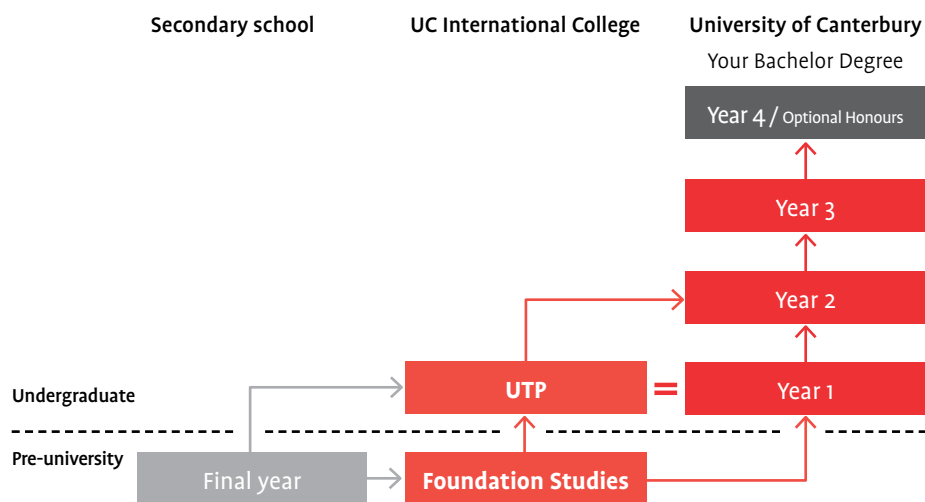 Secondary school
UC International College
University of Canterbury
Your Bachelor Degree
Year 4 / Optional Honours
Year 3
Year 2
Undergraduate
UTP
=
Year 1
Pre-university
Final year
Foundation Studies